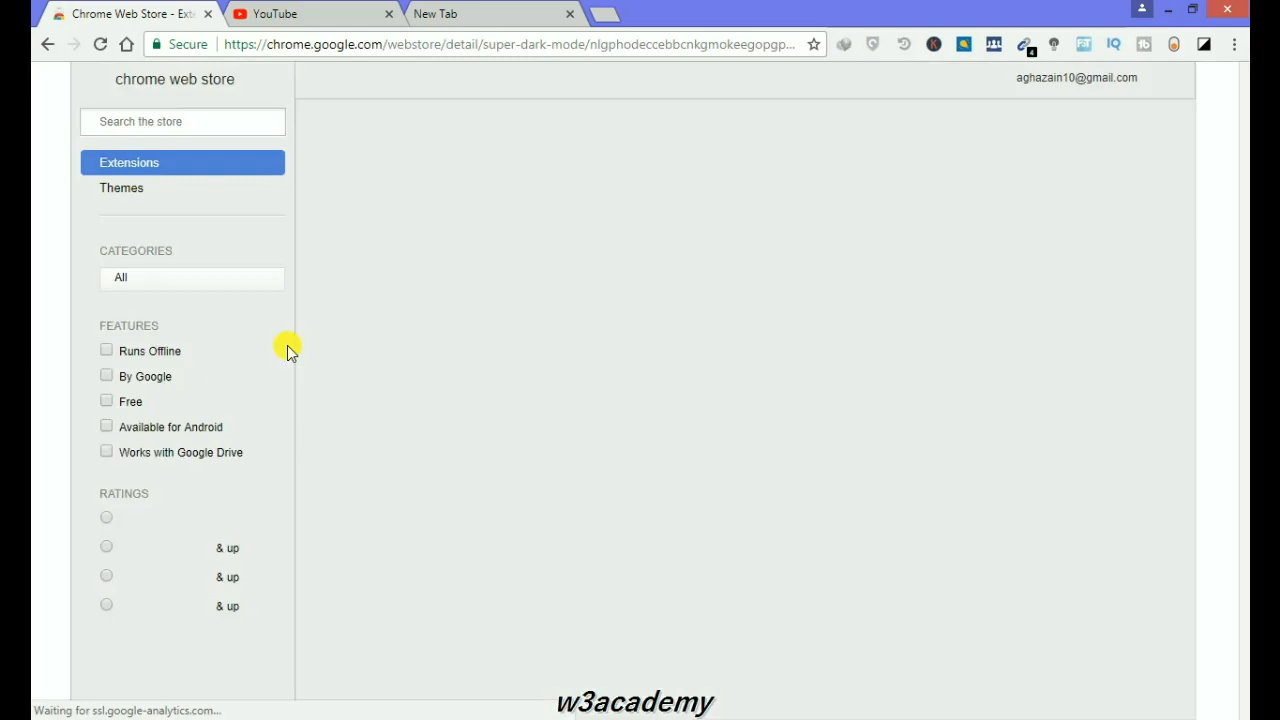 Chrome Web Store - Exte
YouTube
New Tab
Secure
https://chrome.google.com/webstore/detail/super-dark-mode/nlgphodeccebbcnkgmokeegopgp...
chrome web store
aghazain10@gmail.com
Search the store
Extensions
Themes
CATEGORIES
All
FEATURES
Runs Offline
By Google
Free
Available for Android
Works with Google Drive
RATINGS
& up
& up
& up
Waiting for ssl.google-analytics.com...
w3academy